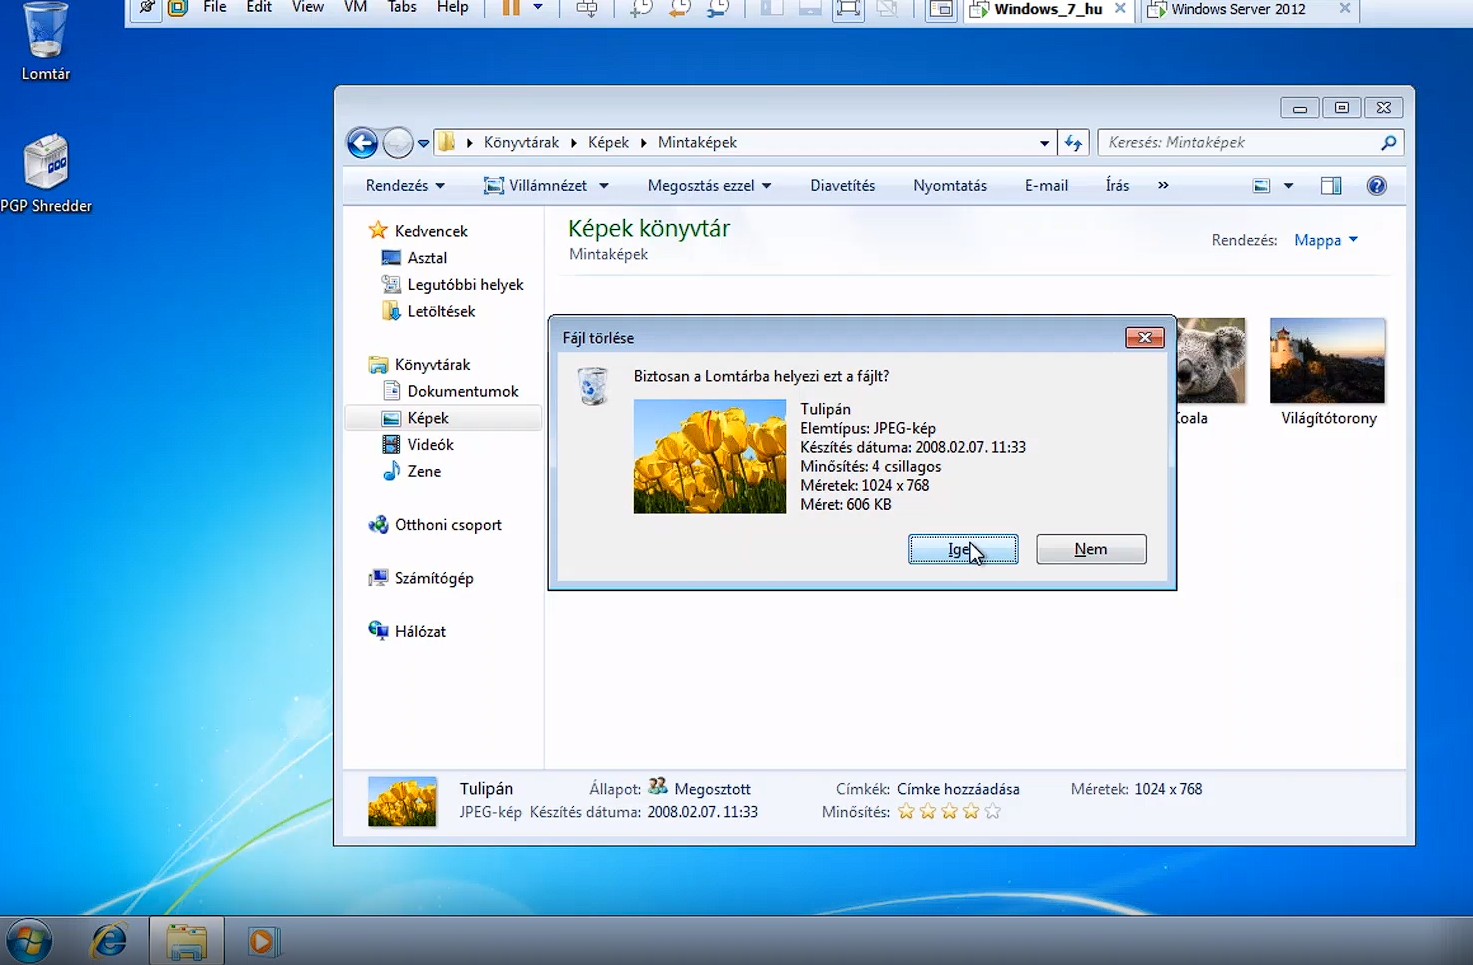 File Edit View VM Tabs Help Windows_7_hu Windows Server 2012
Lomtár
PGP Shredder
Könyvtárak Képek Mintaképek Keresés: Mintaképek
Rendezés Villámnézet Megosztás ezzel Diavetítés Nyomtatás E-mail Írás »
Kedvencek
Asztal
Legutóbbi helyek
Letöltések
Könyvtárak
Dokumentumok
Képek
Videók
Zene
Otthoni csoport
Számítógép
Hálózat
Képek könyvtár
Mintaképek
Rendezés: Mappa
Világítótorony
Fájl törlése
Biztosan a Lomtárba helyezi ezt a fájlt?
Tulipán
Elemtípus: JPEG-kép
Készítés dátuma: 2008.02.07. 11:33
Minősítés: 4 csillagos
Méretek: 1024 x 768
Méret: 606 KB
Nem
Tulipán Állapot: Megosztott Címkék: Címke hozzáadása Méretek: 1024 x 768
JPEG-kép Készítés dátuma: 2008.02.07. 11:33 Minősítés: